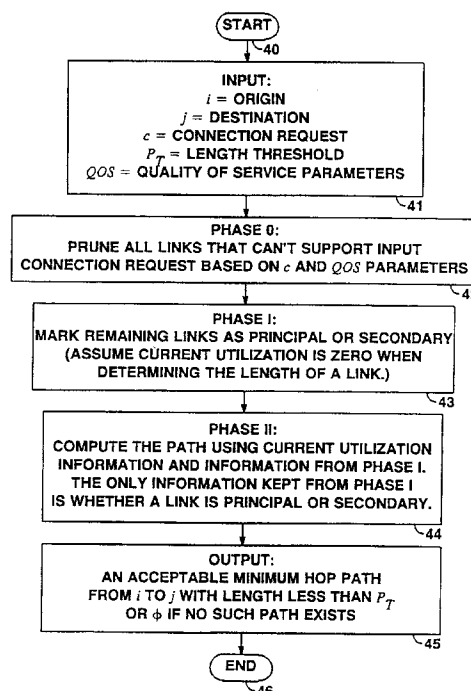 START
40
INPUT:
i = ORIGIN
j = DESTINATION
c = CONNECTION REQUEST
P_T = LENGTH THRESHOLD
QOS = QUALITY OF SERVICE PARAMETERS
41
PHASE 0:
PRUNE ALL LINKS THAT CAN'T SUPPORT INPUT
CONNECTION REQUEST BASED ON c AND QOS PARAMETERS
PHASE I:
MARK REMAINING LINKS AS PRINCIPAL OR SECONDARY
(ASSUME CURRENT UTILIZATION IS ZERO WHEN
DETERMINING THE LENGTH OF A LINK.)
43
PHASE II:
COMPUTE THE PATH USING CURRENT UTILIZATION
INFORMATION AND INFORMATION FROM PHASE I.
THE ONLY INFORMATION KEPT FROM PHASE I
IS WHETHER A LINK IS PRINCIPAL OR SECONDARY.
44
OUTPUT:
AN ACCEPTABLE MINIMUM HOP PATH
FROM i TO j WITH LENGTH LESS THAN P_T
OR ϕ IF NO SUCH PATH EXISTS
45
END
46